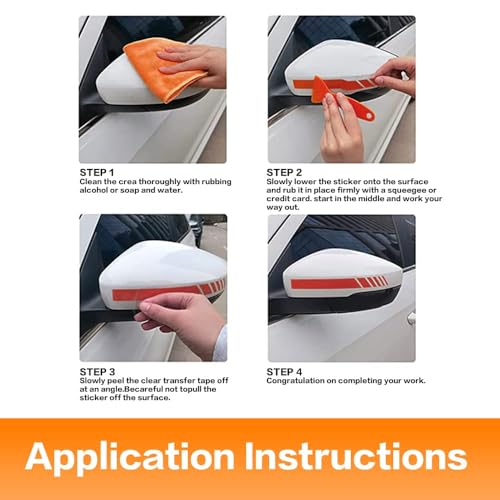 STEP 1
Clean the crea thoroughly with rubbing
alcohol or soap and water.
STEP 2
Slowly lower the sticker onto the surface
and rub it in place firmly with a squeegee or
credit card. start in the middle and work your
way out.
STEP 3
Slowly peel the clear transfer tape off
at an angle.Becareful not topull the
sticker off the surface.
STEP 4
Congratulation on completing your work.
Application Instructions